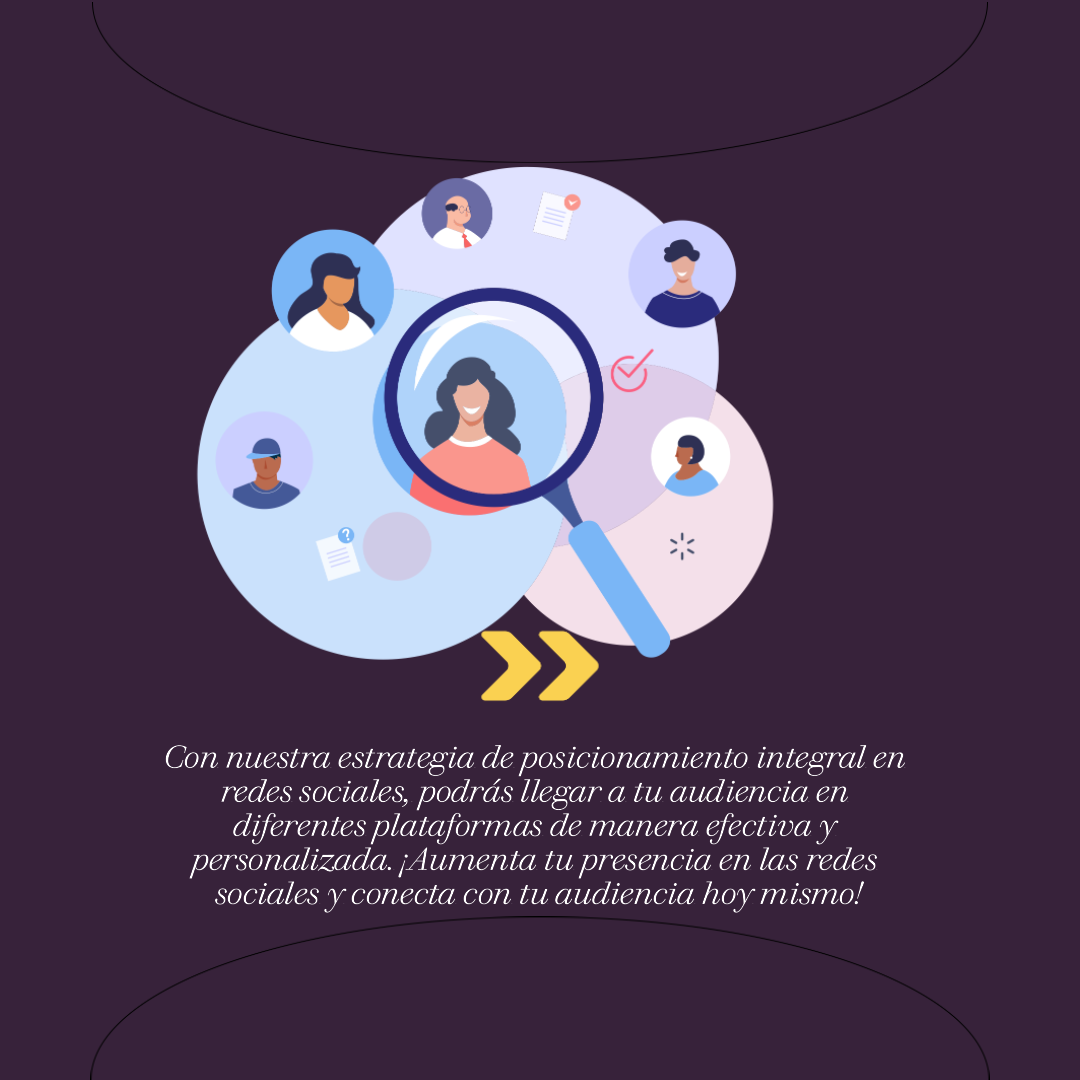 Con nuestra estrategia de posicionamiento integral en
redes sociales, podrás llegar a tu audiencia en
diferentes plataformas de manera efectiva y
personalizada. ¡Aumenta tu presencia en las redes
sociales y conecta con tu audiencia hoy mismo!